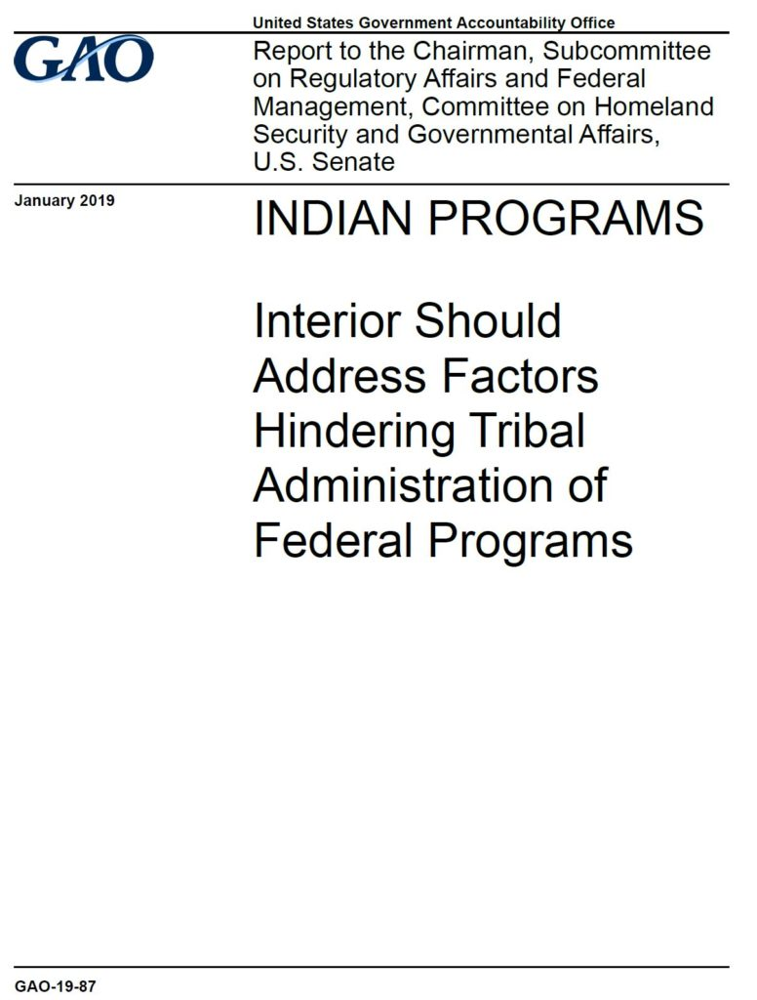 United States Government Accountability Office
GAO
Report to the Chairman, Subcommittee
on Regulatory Affairs and Federal
Management, Committee on Homeland
Security and Governmental Affairs,
U.S. Senate
January 2019
INDIAN PROGRAMS
Interior Should
Address Factors
Hindering Tribal
Administration of
Federal Programs
GAO-19-87